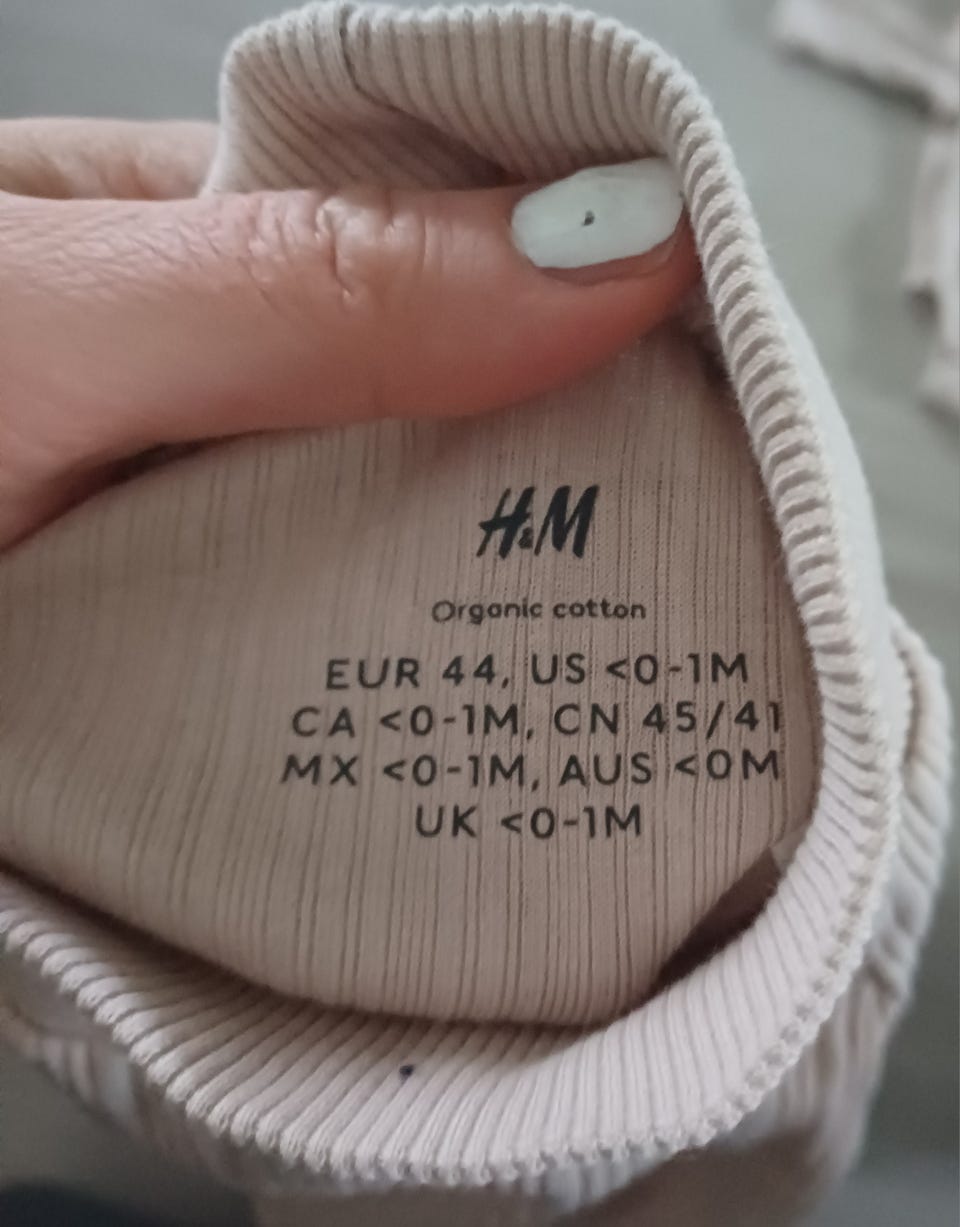 H&M
Organic cotton
EUR 44, US <0-1M
CA <0-1M, CN 45/41
MX <0-1M, AUS <0M
UK <0-1M